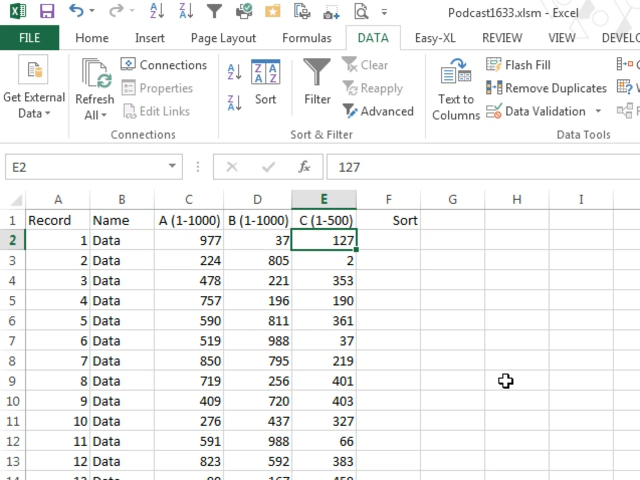 Podcast1633.xlsm - Excel
FILE Home Insert Page Layout Formulas DATA Easy-XL REVIEW VIEW DEVELO
Get External Data
Refresh All
Connections
Properties
Edit Links
Connections
Sort
Filter
Clear
Reapply
Advanced
Sort & Filter
Text to Columns
Flash Fill
Remove Duplicates
Data Validation
Data Tools
E2 fx 127
A B C D E F G H I
1 Record Name A (1-1000) B (1-1000) C (1-500) Sort
2 1 Data 977 37 127
3 2 Data 224 805 2
4 3 Data 478 221 353
5 4 Data 757 196 190
6 5 Data 590 811 361
7 6 Data 519 988 37
8 7 Data 850 795 219
9 8 Data 719 256 401
10 9 Data 409 720 403
11 10 Data 276 437 327
12 11 Data 591 988 66
13 12 Data 823 592 383